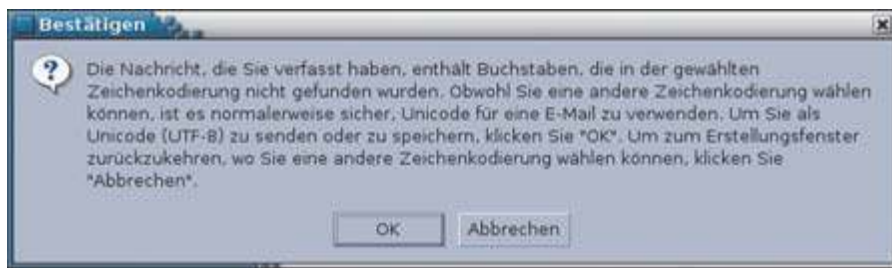 Bestätigen
Die Nachricht, die Sie verfasst haben, enthält Buchstaben, die in der gewählten
Zeichenkodierung nicht gefunden wurden. Obwohl Sie eine andere Zeichenkodierung wählen
können, ist es normalerweise sicher, Unicode für eine E-Mail zu verwenden. Um Sie als
Unicode (UTF-8) zu senden oder zu speichern, klicken Sie "OK". Um zum Erstellungsfenster
zurückzukehren, wo Sie eine andere Zeichenkodierung wählen können, klicken Sie
"Abbrechen".
OK Abbrechen